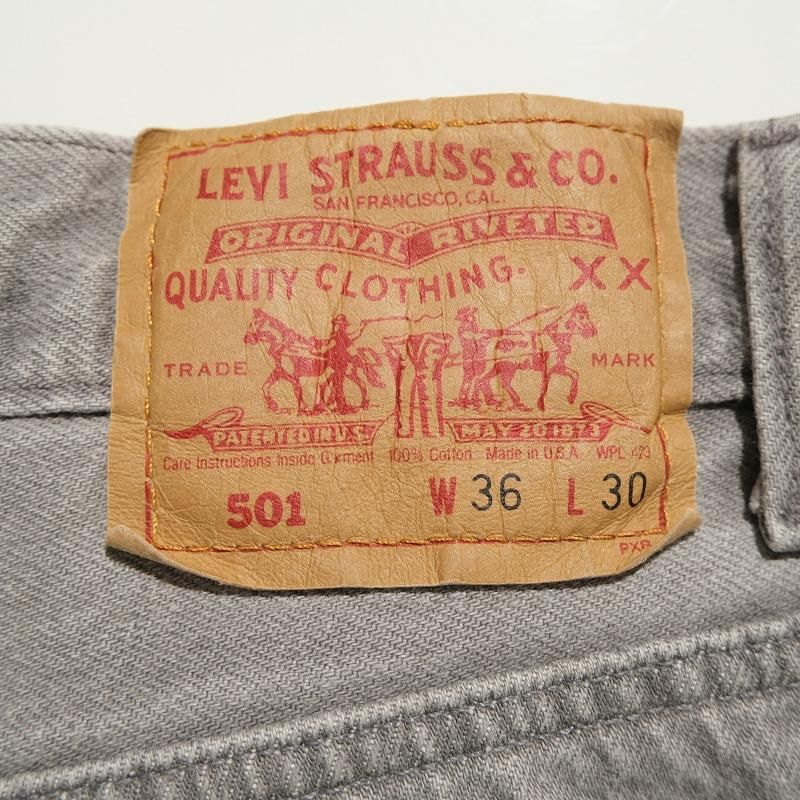 LEVI STRAUSS & CO.
SAN FRANCISCO, CAL.
ORIGINAL RIVETED
QUALITY CLOTHING. XX
TRADE MARK
PATENTED IN U.S. MAY 20 1873
Care Instructions Inside Garment 100% Cotton Made in U.S.A. WPL 423
501 W 36 L 30